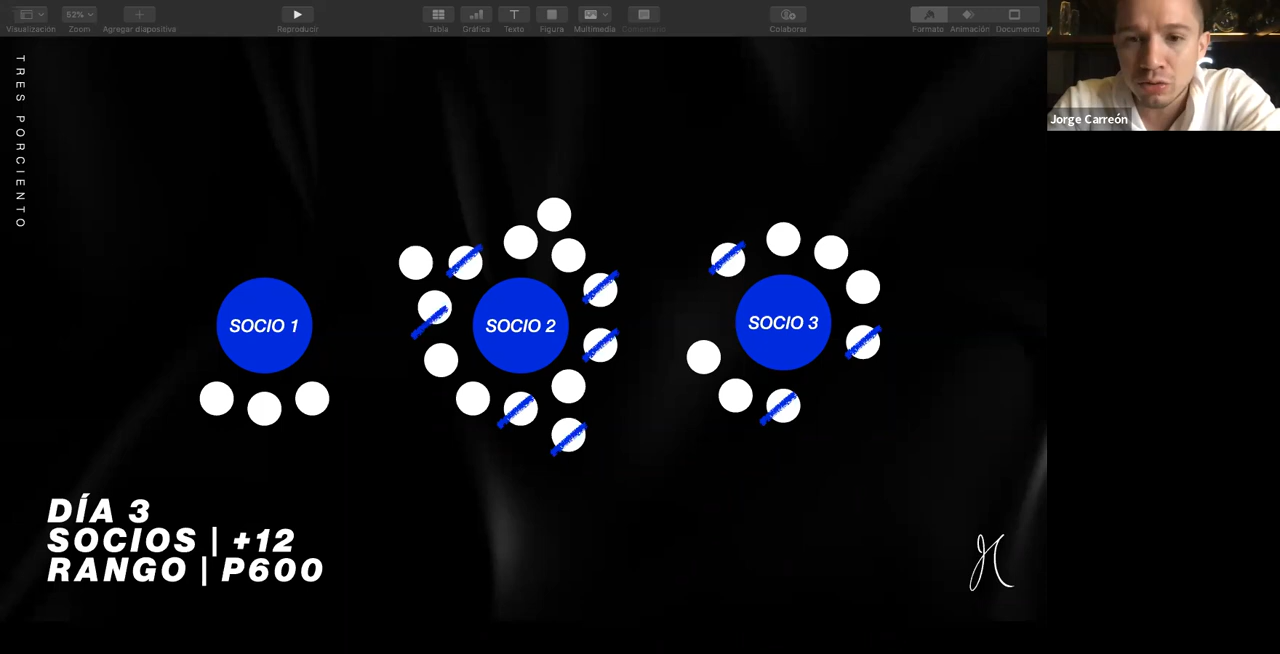 52%
Visualización
Zoom
Agregar diapositiva
Reproducir
Tabla
Gráfica
Texto
Figura
Multimedia
Comentario
Colaborar
Formato
Animación
Documento
TRES PORCIENTO
Jorge Carreón
SOCIO 1
SOCIO 2
SOCIO 3
DÍA 3
SOCIOS | +12
RANGO | P600